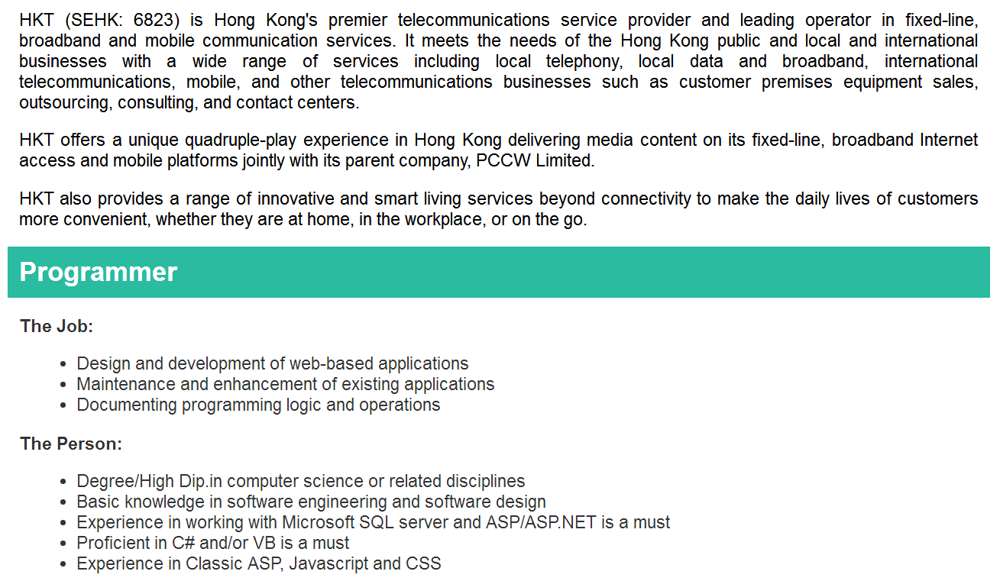 HKT (SEHK: 6823) is Hong Kong's premier telecommunications service provider and leading operator in fixed-line,
broadband and mobile communication services. It meets the needs of the Hong Kong public and local and international
businesses with a wide range of services including local telephony, local data and broadband, international
telecommunications, mobile, and other telecommunications businesses such as customer premises equipment sales,
outsourcing, consulting, and contact centers.
HKT offers a unique quadruple-play experience in Hong Kong delivering media content on its fixed-line, broadband Internet
access and mobile platforms jointly with its parent company, PCCW Limited.
HKT also provides a range of innovative and smart living services beyond connectivity to make the daily lives of customers
more convenient, whether they are at home, in the workplace, or on the go.
Programmer
The Job:
• Design and development of web-based applications
• Maintenance and enhancement of existing applications
• Documenting programming logic and operations
The Person:
• Degree/High Dip.in computer science or related disciplines
• Basic knowledge in software engineering and software design
• Experience in working with Microsoft SQL server and ASP/ASP.NET is a must
• Proficient in C# and/or VB is a must
• Experience in Classic ASP, Javascript and CSS